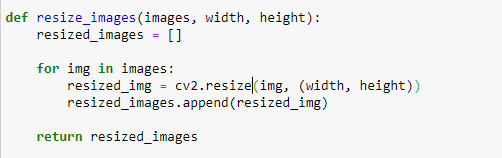 def resize_images(images, width, height):
    resized_images = []

    for img in images:
        resized_img = cv2.resize(img, (width, height))
        resized_images.append(resized_img)

    return resized_images